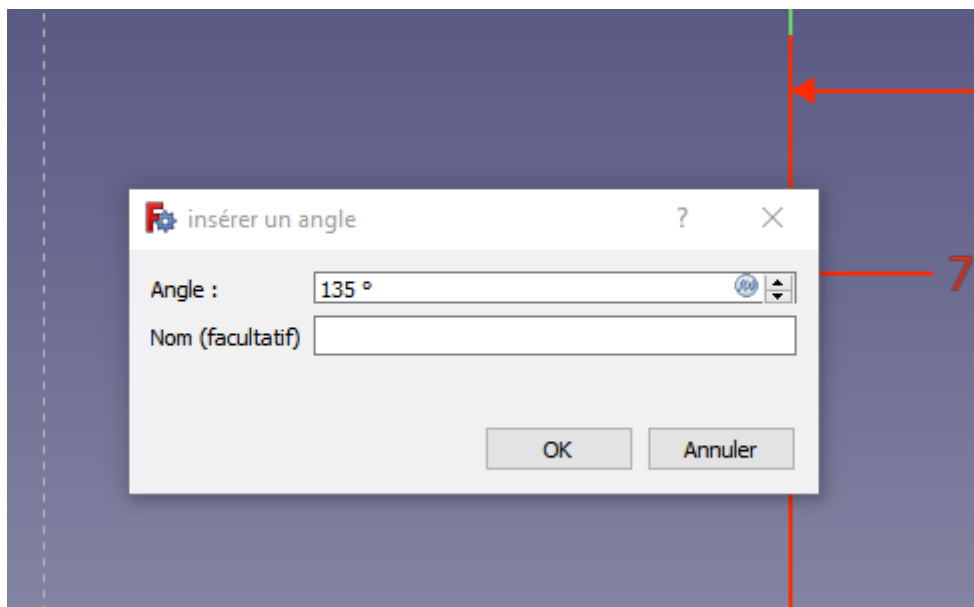 insérer un angle
?
Angle :
135 °
7
Nom (facultatif)
OK
Annuler